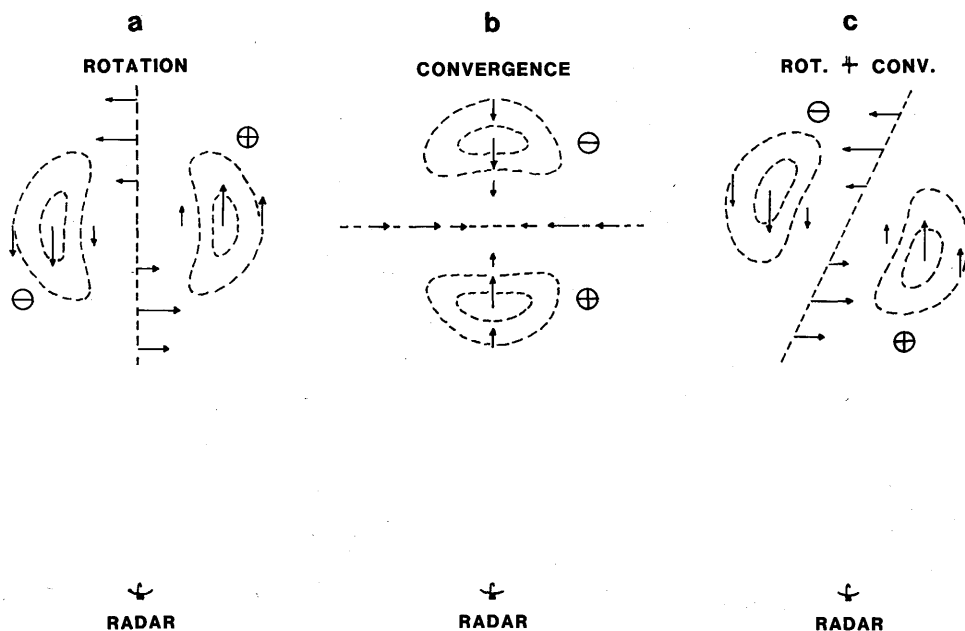 a
ROTATION
b
CONVERGENCE
c
ROT. + CONV.
⊕
⊖
⊖
⊕
⊖
⊕
RADAR
RADAR
RADAR